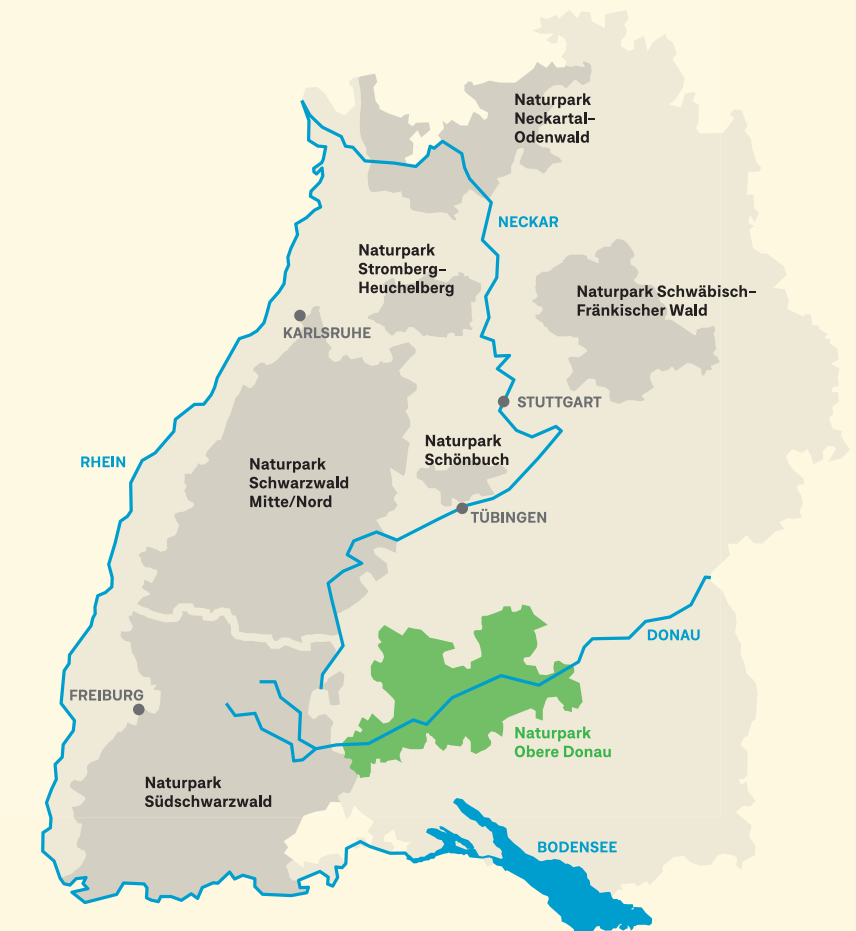 Naturpark
Neckartal–
Odenwald
NECKAR
Naturpark
Stromberg–
Heuchelberg
Naturpark Schwäbisch–
Fränkischer Wald
KARLSRUHE
STUTTGART
Naturpark
Schönbuch
RHEIN
Naturpark
Schwarzwald
Mitte/Nord
TÜBINGEN
DONAU
FREIBURG
Naturpark
Obere Donau
Naturpark
Südschwarzwald
BODENSEE